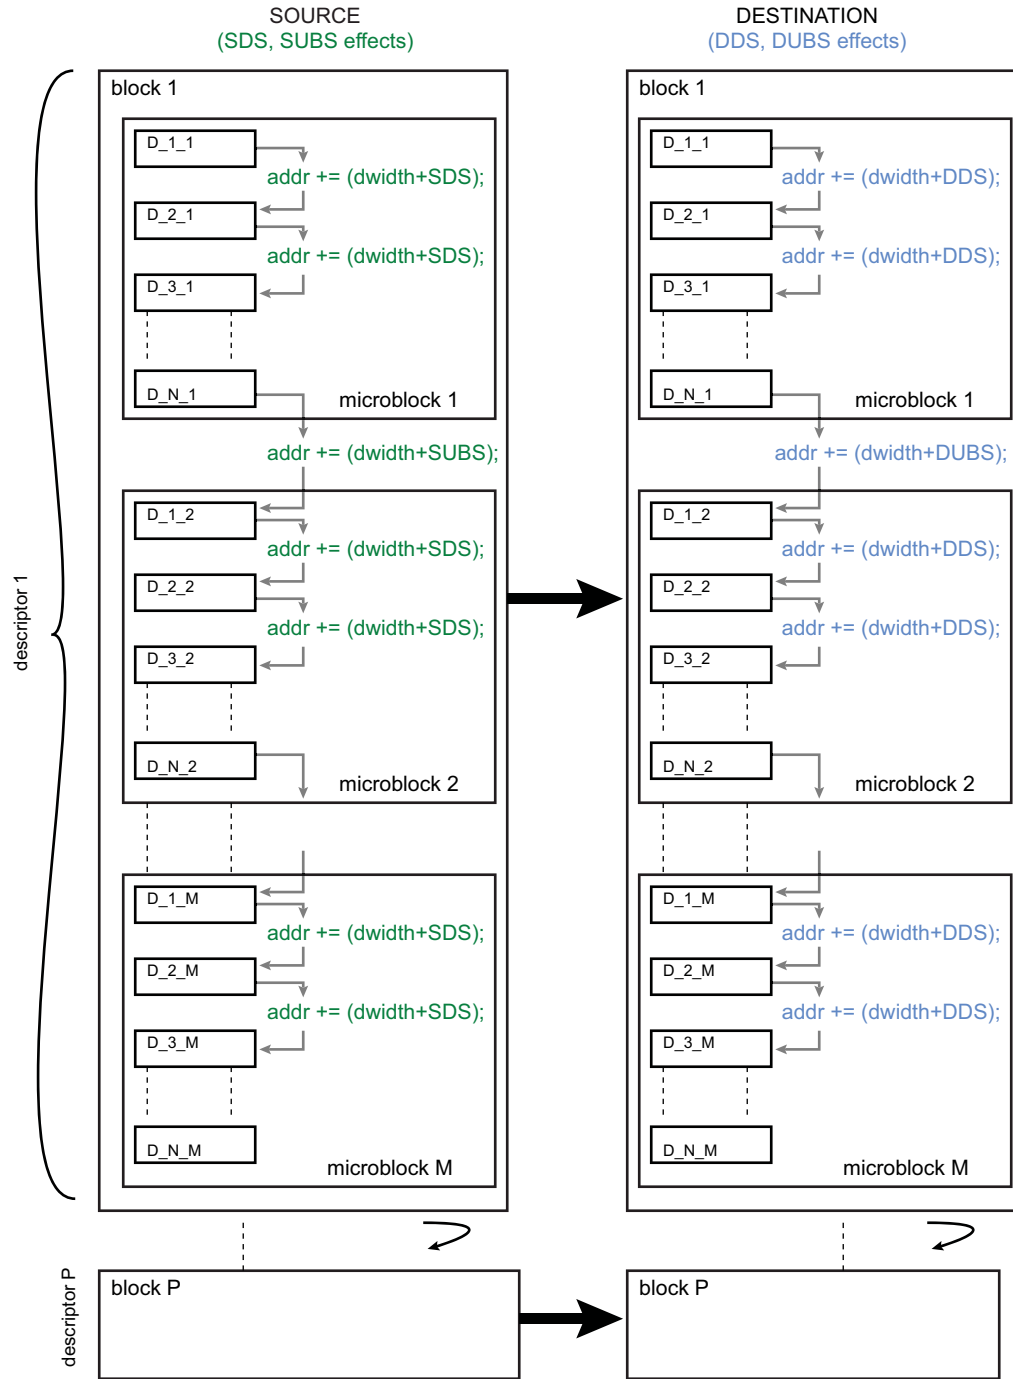 SOURCE
(SDS, SUBS effects)
block 1
D_1_1
addr += (dwidth+SDS);
D_2_1
addr += (dwidth+SDS);
D_3_1
D_N_1
microblock 1
addr += (dwidth+SUBS);
D_1_2
addr += (dwidth+SDS);
D_2_2
addr += (dwidth+SDS);
D_3_2
D_N_2
microblock 2
D_1_M
addr += (dwidth+SDS);
D_2_M
addr += (dwidth+SDS);
D_3_M
D_N_M
microblock M
descriptor 1
block P
descriptor P
DESTINATION
(DDS, DUBS effects)
block 1
D_1_1
addr += (dwidth+DDS);
D_2_1
addr += (dwidth+DDS);
D_3_1
D_N_1
microblock 1
addr += (dwidth+DUBS);
D_1_2
addr += (dwidth+DDS);
D_2_2
addr += (dwidth+DDS);
D_3_2
D_N_2
microblock 2
D_1_M
addr += (dwidth+DDS);
D_2_M
addr += (dwidth+DDS);
D_3_M
D_N_M
microblock M
block P